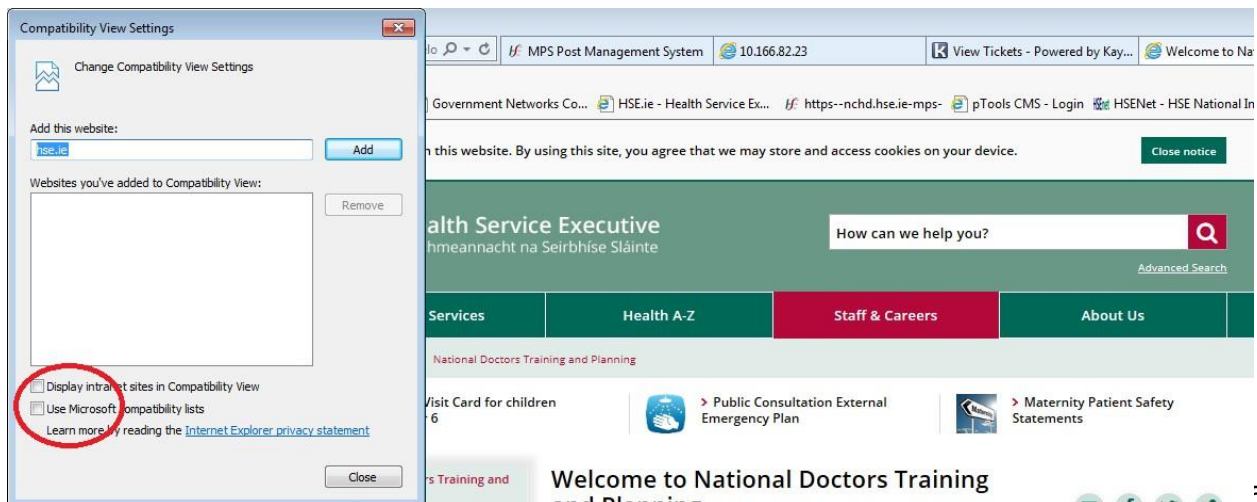 Compatibility View Settings
Change Compatibility View Settings
Add this website:
hse.ie
Add
Websites you've added to Compatibility View:
Remove
Display intranet sites in Compatibility View
Use Microsoft compatibility lists
Learn more by reading the Internet Explorer privacy statement
Close
MPS Post Management System
10.166.82.23
View Tickets - Powered by Kay...
Welcome to Na
Government Networks Co...
HSE.ie - Health Service Ex...
https--nchd.hse.ie-mps-
pTools CMS - Login
HSENet - HSE National In
this website. By using this site, you agree that we may store and access cookies on your device.
Close notice
alth Service Executive
hmeannacht na Seirbhíse Sláinte
How can we help you?
Advanced Search
Services
Health A-Z
Staff & Careers
About Us
National Doctors Training and Planning
Visit Card for children
6
> Public Consultation External
Emergency Plan
> Maternity Patient Safety
Statements
rs Training and
Welcome to National Doctors Training
and Planning